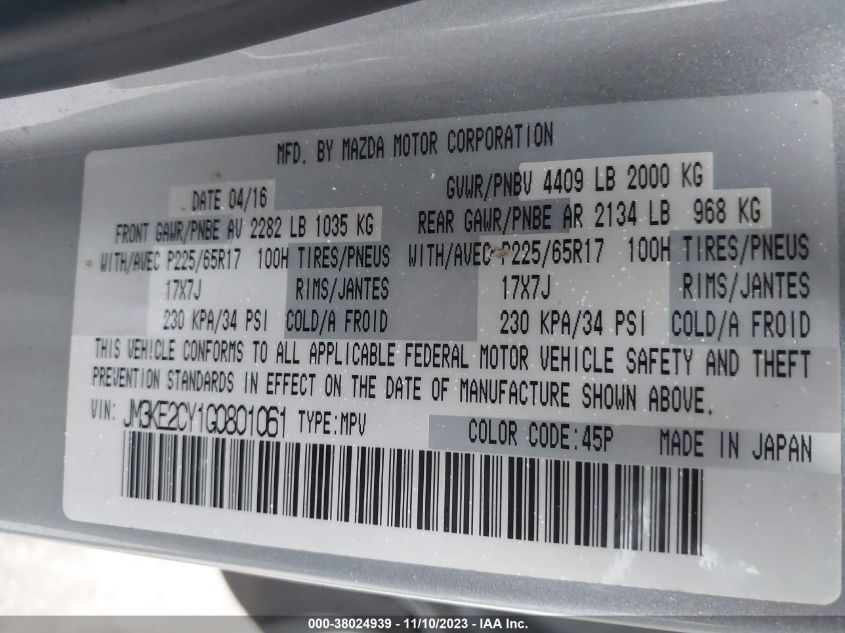 MFD. BY MAZDA MOTOR CORPORATION
DATE 04/16 GVWR/PNBV 4409 LB 2000 KG
FRONT GAWR/PNBE AV 2282 LB 1035 KG REAR GAWR/PNBE AR 2134 LB 968 KG
WITH/AVEC P225/65R17 100H TIRES/PNEUS WITH/AVEC P225/65R17 100H TIRES/PNEUS
17X7J RIMS/JANTES 17X7J RIMS/JANTES
230 KPA/34 PSI COLD/A FROID 230 KPA/34 PSI COLD/A FROID
THIS VEHICLE CONFORMS TO ALL APPLICABLE FEDERAL MOTOR VEHICLE SAFETY AND THEFT
PREVENTION STANDARDS IN EFFECT ON THE DATE OF MANUFACTURE SHOWN ABOVE.
VIN: JM3KE2CY1G0801061 TYPE:MPV COLOR CODE:45P MADE IN JAPAN
000-38024939 - 11/10/2023 - IAA Inc.